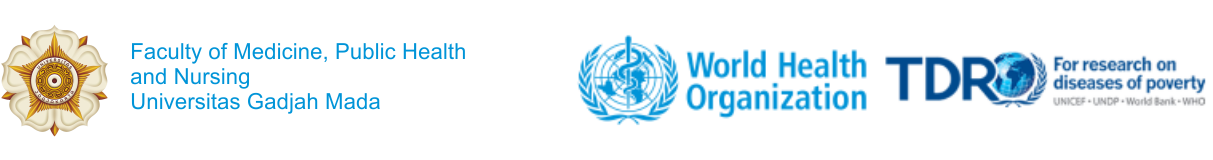 Faculty of Medicine, Public Health
and Nursing
Universitas Gadjah Mada
World Health
Organization
TDR
For research on
diseases of poverty
UNICEF • UNDP • World Bank • WHO